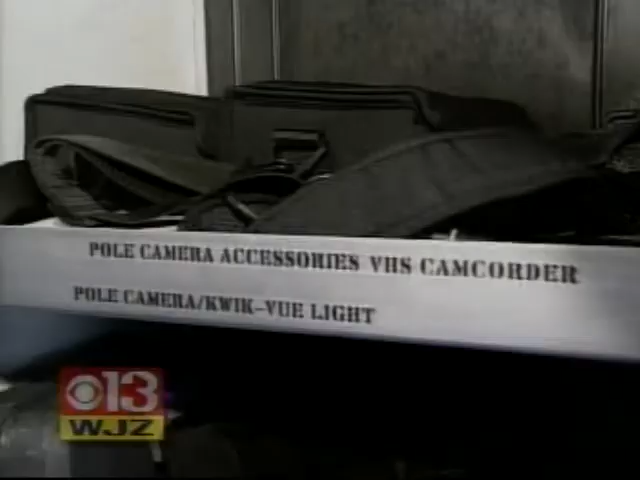 POLE CAMERA ACCESSORIES VHS CAMCORDER
POLE CAMERA/KWIK-VUE LIGHT
13
WJZ